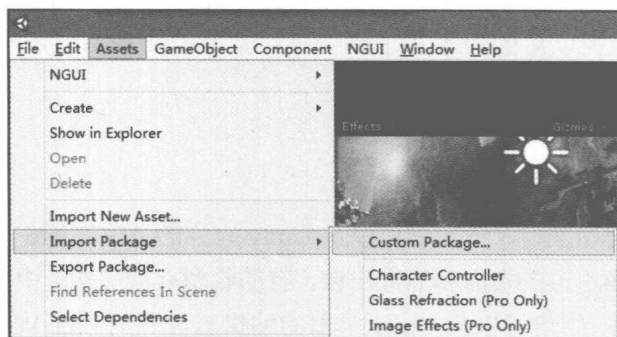 File Edit Assets GameObject Component NGUI Window Help
NGUI
Create
Show in Explorer
Open
Delete
Effects
Gizmos
Import New Asset...
Import Package
Export Package...
Find References In Scene
Select Dependencies
Custom Package...
Character Controller
Glass Refraction (Pro Only)
Image Effects (Pro Only)